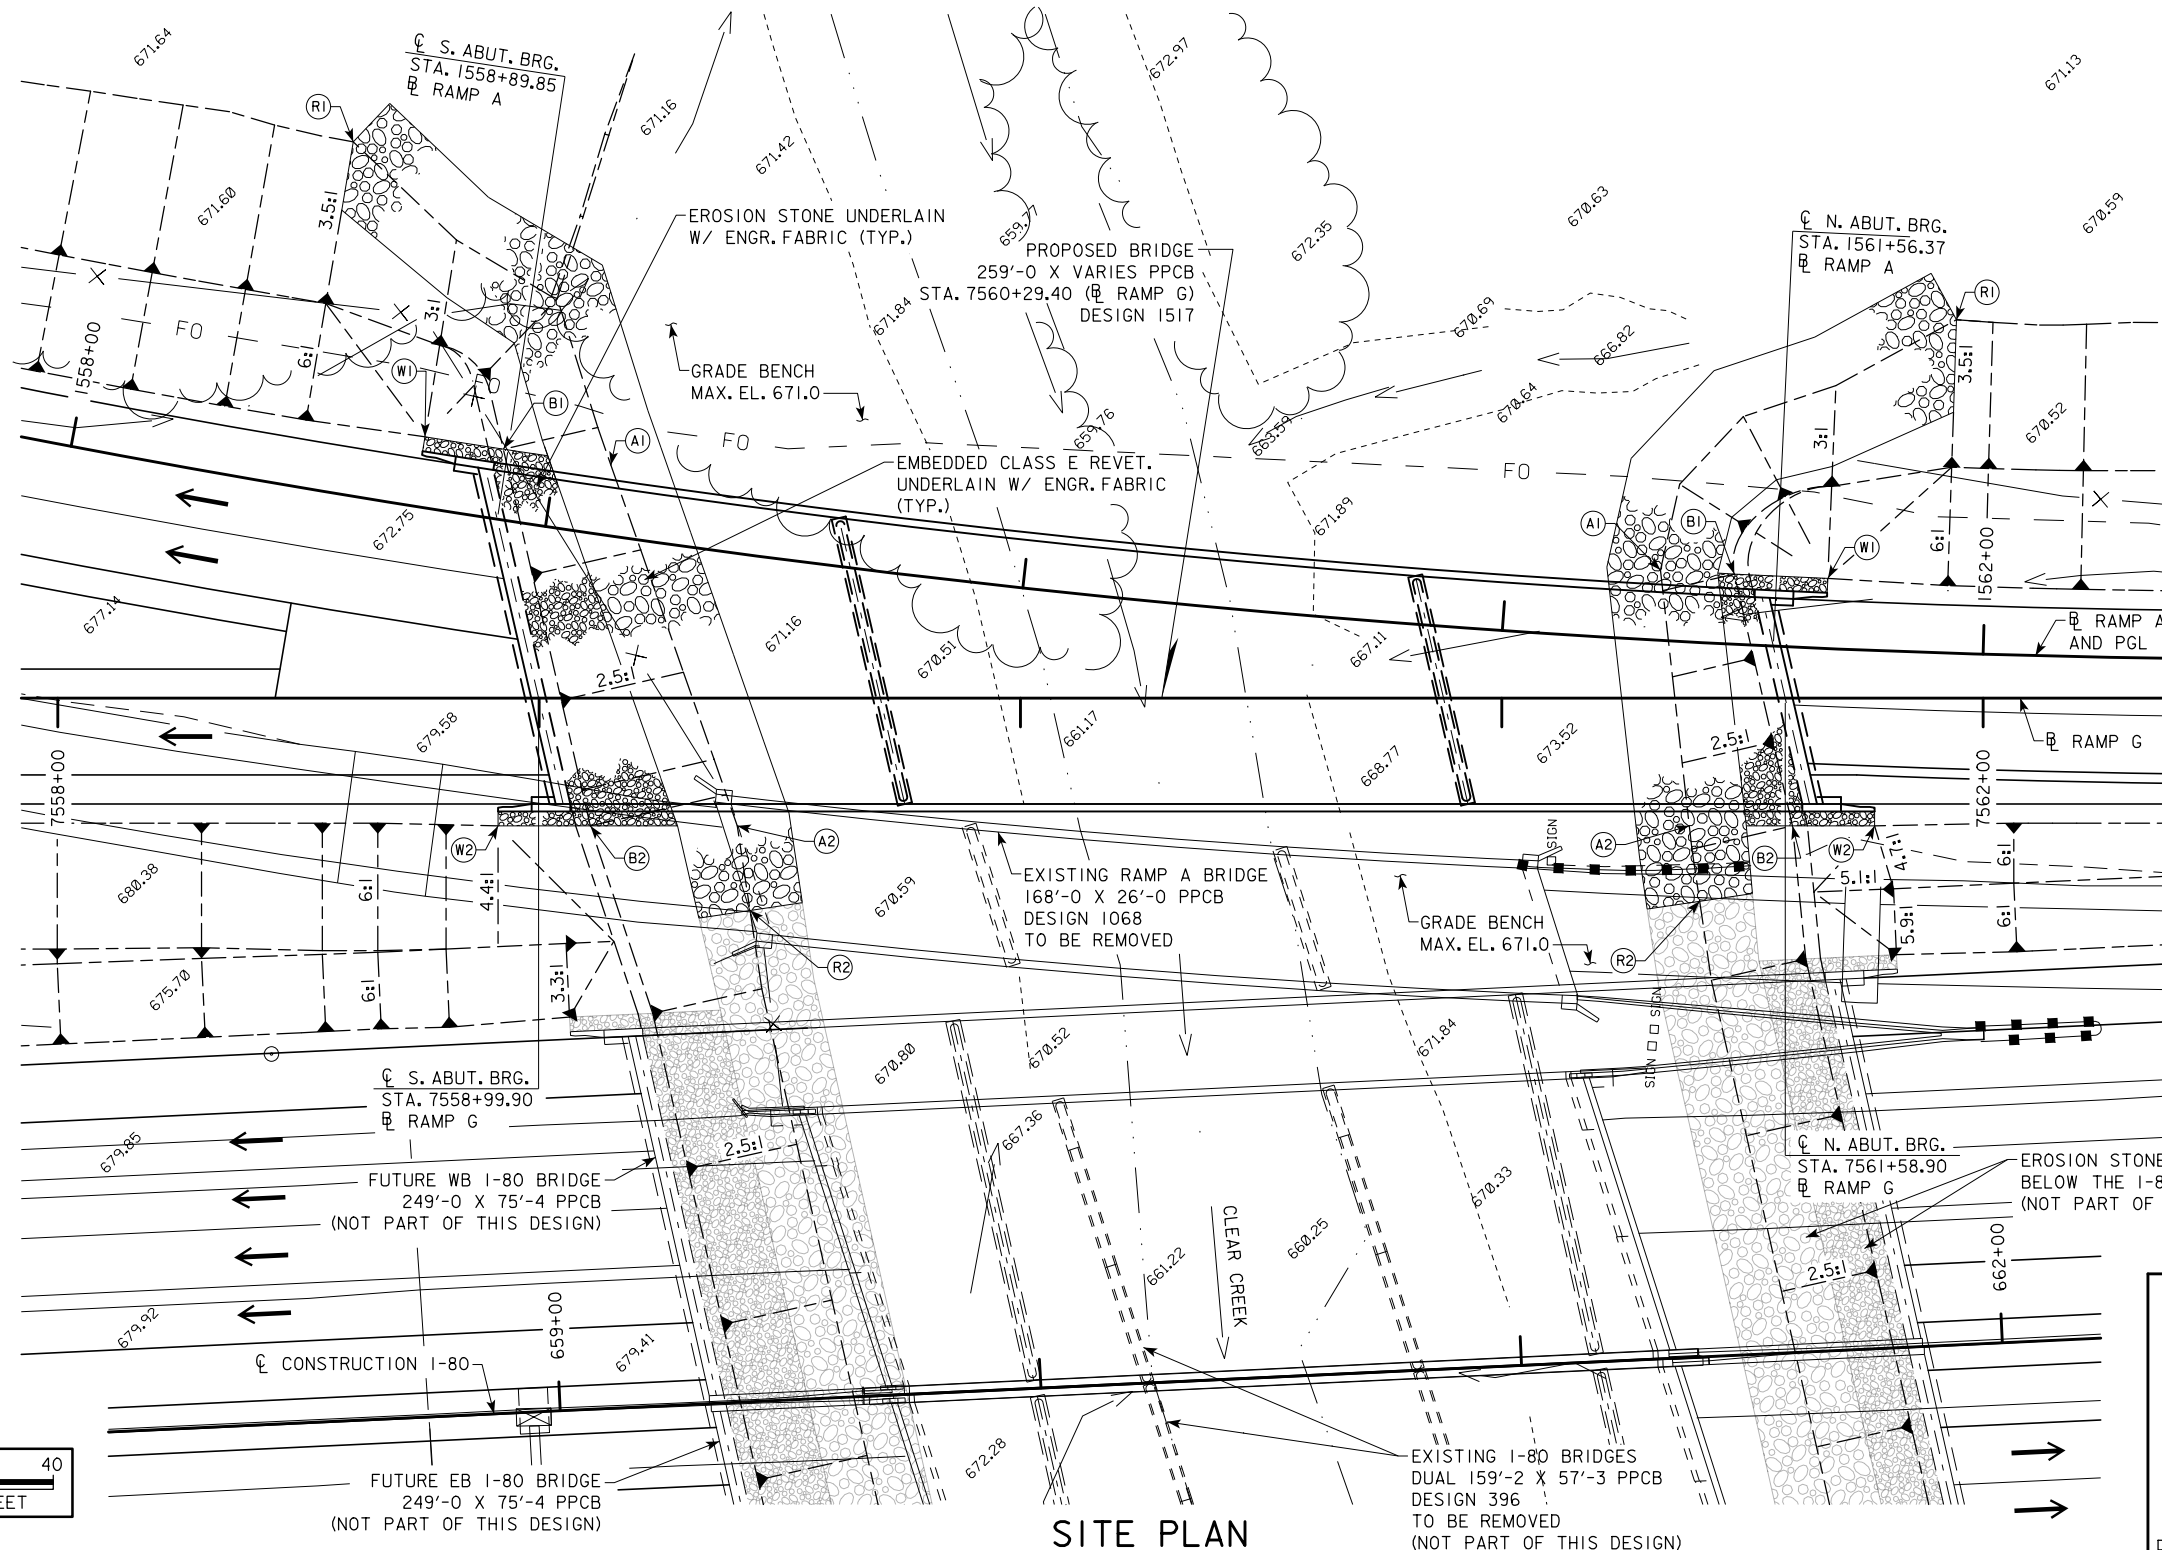 671.64
℄ S. ABUT. BRG.
STA. 1558+89.85
BL RAMP A
671.16
671.42
672.97
671.13
R1
671.60
3.5:1
EROSION STONE UNDERLAIN
W/ ENGR. FABRIC (TYP.)
659.77
PROPOSED BRIDGE
259'-0 X VARIES PPCB
STA. 7560+29.40 (BL RAMP G)
DESIGN 1517
672.35
670.63
℄ N. ABUT. BRG.
STA. 1561+56.37
BL RAMP A
670.59
R1
558+00
FO
6:1
3:1
W1
FO
B1
671.84
GRADE BENCH
MAX. EL. 671.0
670.69
666.82
670.64
3.5:1
3:1
670.52
A1
FO
659.76
663.59
FO
EMBEDDED CLASS E REVET.
UNDERLAIN W/ ENGR. FABRIC
(TYP.)
672.75
671.89
A1
B1
W1
6:1
1562+00
677.14
671.16
670.51
667.11
BL RAMP A
AND PGL
2.5:1
679.58
661.17
668.77
673.52
2.5:1
BL RAMP G
7558+00
7562+00
W2
B2
A2
A2
B2
W2
SIGN
4.7:1
680.38
6:1
4.4:1
670.59
EXISTING RAMP A BRIDGE
168'-0 X 26'-0 PPCB
DESIGN 1068
TO BE REMOVED
GRADE BENCH
MAX. EL. 671.0
5.1:1
6:1
6:1
5.9:1
675.70
6:1
3.3:1
R2
R2
SIGN
SIGN
670.80
670.52
671.84
℄ S. ABUT. BRG.
STA. 7558+99.90
BL RAMP G
679.85
2.5:1
667.36
℄ N. ABUT. BRG.
STA. 7561+58.90
BL RAMP G
EROSION STONE
BELOW THE I-8
(NOT PART OF
FUTURE WB I-80 BRIDGE
249'-0 X 75'-4 PPCB
(NOT PART OF THIS DESIGN)
670.33
CLEAR CREEK
660.25
661.22
2.5:1
662+00
679.92
659+00
679.41
℄ CONSTRUCTION I-80
672.28
40
EET
FUTURE EB I-80 BRIDGE
249'-0 X 75'-4 PPCB
(NOT PART OF THIS DESIGN)
EXISTING I-80 BRIDGES
DUAL 159'-2 X 57'-3 PPCB
DESIGN 396
TO BE REMOVED
(NOT PART OF THIS DESIGN)
SITE PLAN